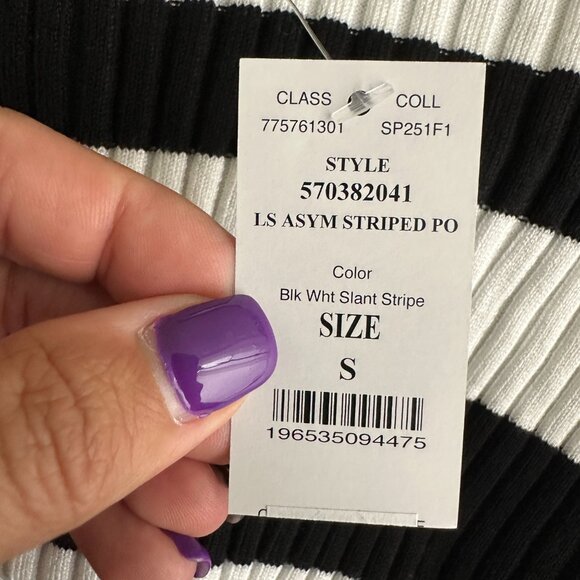 CLASS COLL
775761301 SP251F1
STYLE
570382041
LS ASYM STRIPED PO
Color
Blk Wht Slant Stripe
SIZE
S
196535094475